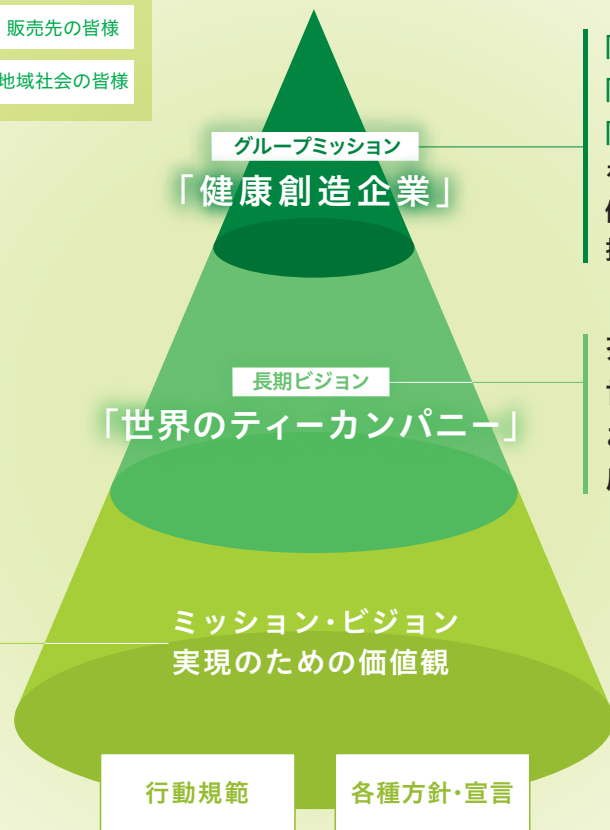 販売先の皆様
地域社会の皆様
グループミッション
「健康創造企業」
長期ビジョン
「世界のティーカンパニー」
ミッション・ビジョン
実現のための価値観
行動規範
各種方針・宣言